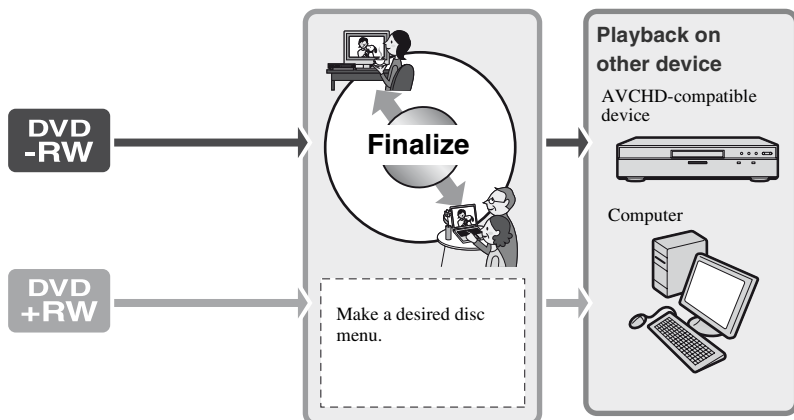 DVD
-RW
Finalize
DVD
+RW
Make a desired disc
menu.
Playback on
other device
AVCHD-compatible
device
Computer